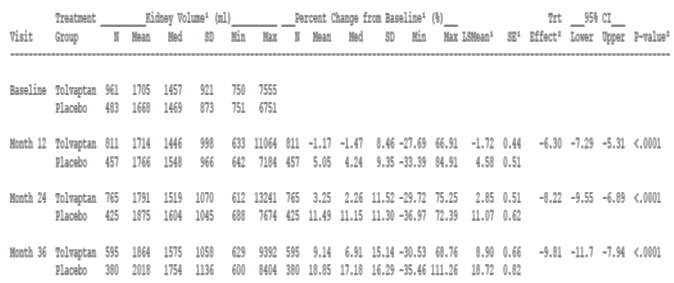 Treatment Kidney Volume¹ (ml) Percent Change from Baseline¹ (%) Trt 95% CI
Visit Group N Mean Med SD Min Max N Mean Med SD Min Max LSMean¹ SE¹ Effect² Lower Upper P-value²
Baseline Tolvaptan 961 1705 1457 921 750 7555
Placebo 483 1668 1469 873 751 6751
Month 12 Tolvaptan 811 1714 1446 998 633 11064 811 -1.17 -1.47 8.46 -27.69 66.91 -1.72 0.44 -6.30 -7.29 -5.31 <.0001
Placebo 457 1766 1548 966 642 7184 457 5.05 4.24 9.35 -33.39 84.91 4.58 0.51
Month 24 Tolvaptan 765 1791 1519 1070 612 13241 765 3.25 2.26 11.52 -29.72 75.25 2.85 0.51 -8.22 -9.55 -6.89 <.0001
Placebo 425 1875 1604 1045 688 7674 425 11.49 11.15 11.30 -36.97 72.39 11.07 0.62
Month 36 Tolvaptan 595 1864 1575 1058 629 9392 595 9.14 6.91 15.14 -30.53 68.76 8.90 0.66 -9.81 -11.7 -7.94 <.0001
Placebo 380 2018 1754 1136 600 8404 380 18.85 17.18 16.29 -35.46 111.26 18.72 0.82